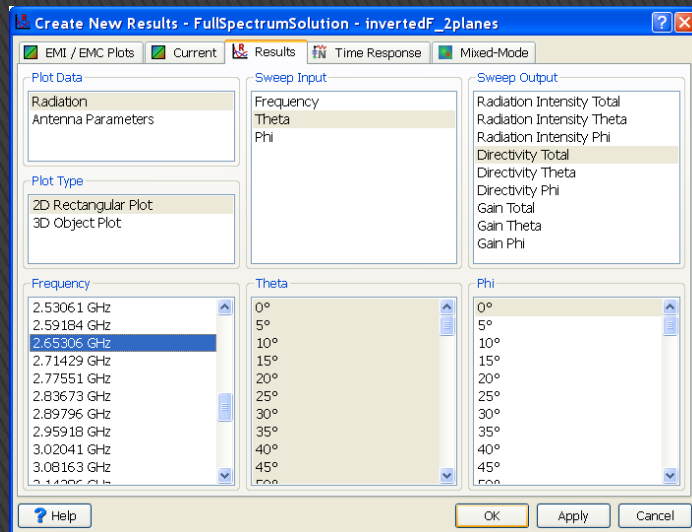 Create New Results - FullSpectrumSolution - invertedF_2planes
EMI / EMC Plots
Current
Results
Time Response
Mixed-Mode
Plot Data
Radiation
Antenna Parameters
Plot Type
2D Rectangular Plot
3D Object Plot
Sweep Input
Frequency
Theta
Phi
Sweep Output
Radiation Intensity Total
Radiation Intensity Theta
Radiation Intensity Phi
Directivity Total
Directivity Theta
Directivity Phi
Gain Total
Gain Theta
Gain Phi
Frequency
2.53061 GHz
2.59184 GHz
2.65306 GHz
2.71429 GHz
2.77551 GHz
2.83673 GHz
2.89796 GHz
2.95918 GHz
3.02041 GHz
3.08163 GHz
Theta
0°
5°
10°
15°
20°
25°
30°
35°
40°
45°
Phi
0°
5°
10°
15°
20°
25°
30°
35°
40°
45°
Help
OK
Apply
Cancel